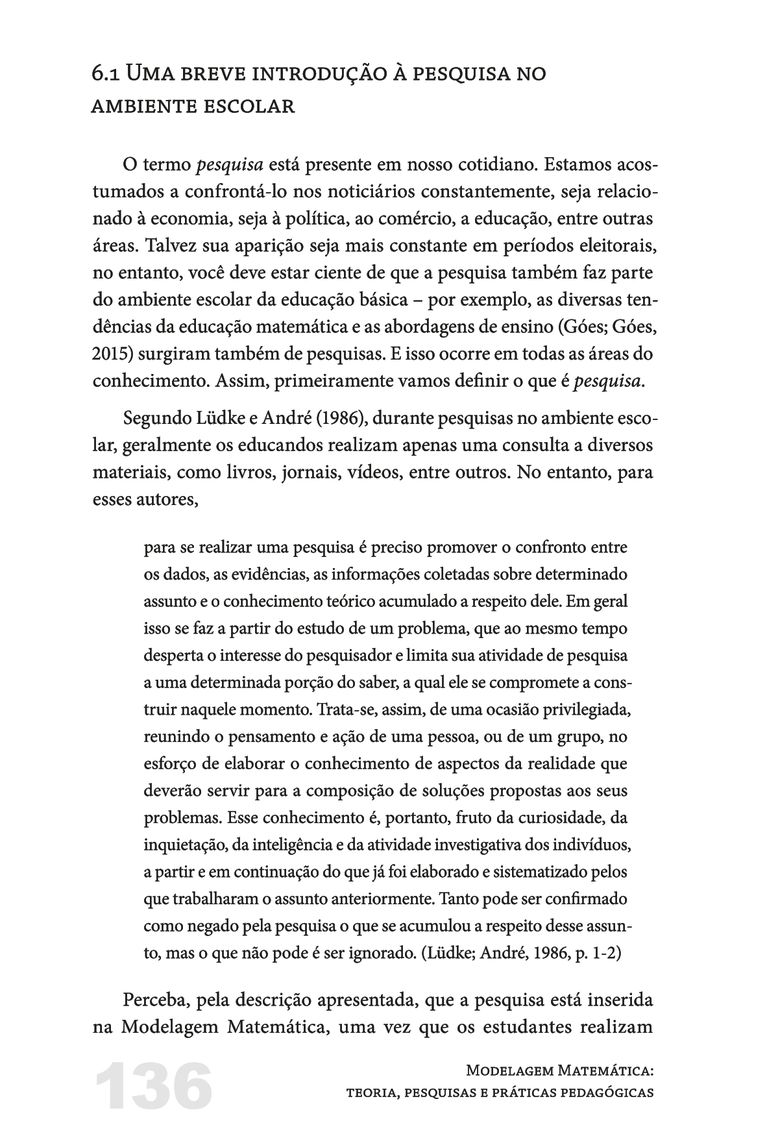 6.1 Uma breve introdução à pesquisa no
ambiente escolar
O termo pesquisa está presente em nosso cotidiano. Estamos acos-
tumados a confrontá-lo nos noticiários constantemente, seja relacio-
nado à economia, seja à política, ao comércio, a educação, entre outras
áreas. Talvez sua aparição seja mais constante em períodos eleitorais,
no entanto, você deve estar ciente de que a pesquisa também faz parte
do ambiente escolar da educação básica – por exemplo, as diversas ten-
dências da educação matemática e as abordagens de ensino (Góes; Góes,
2015) surgiram também de pesquisas. E isso ocorre em todas as áreas do
conhecimento. Assim, primeiramente vamos definir o que é pesquisa.
Segundo Lüdke e André (1986), durante pesquisas no ambiente esco-
lar, geralmente os educandos realizam apenas uma consulta a diversos
materiais, como livros, jornais, vídeos, entre outros. No entanto, para
esses autores,
para se realizar uma pesquisa é preciso promover o confronto entre
os dados, as evidências, as informações coletadas sobre determinado
assunto e o conhecimento teórico acumulado a respeito dele. Em geral
isso se faz a partir do estudo de um problema, que ao mesmo tempo
desperta o interesse do pesquisador e limita sua atividade de pesquisa
a uma determinada porção do saber, a qual ele se compromete a cons-
truir naquele momento. Trata-se, assim, de uma ocasião privilegiada,
reunindo o pensamento e ação de uma pessoa, ou de um grupo, no
esforço de elaborar o conhecimento de aspectos da realidade que
deverão servir para a composição de soluções propostas aos seus
problemas. Esse conhecimento é, portanto, fruto da curiosidade, da
inquietação, da inteligência e da atividade investigativa dos indivíduos,
a partir e em continuação do que já foi elaborado e sistematizado pelos
que trabalharam o assunto anteriormente. Tanto pode ser confirmado
como negado pela pesquisa o que se acumulou a respeito desse assun-
to, mas o que não pode é ser ignorado. (Lüdke; André, 1986, p. 1-2)
Perceba, pela descrição apresentada, que a pesquisa está inserida
na Modelagem Matemática, uma vez que os estudantes realizam
136
Modelagem Matemática:
teoria, pesquisas e práticas pedagógicas